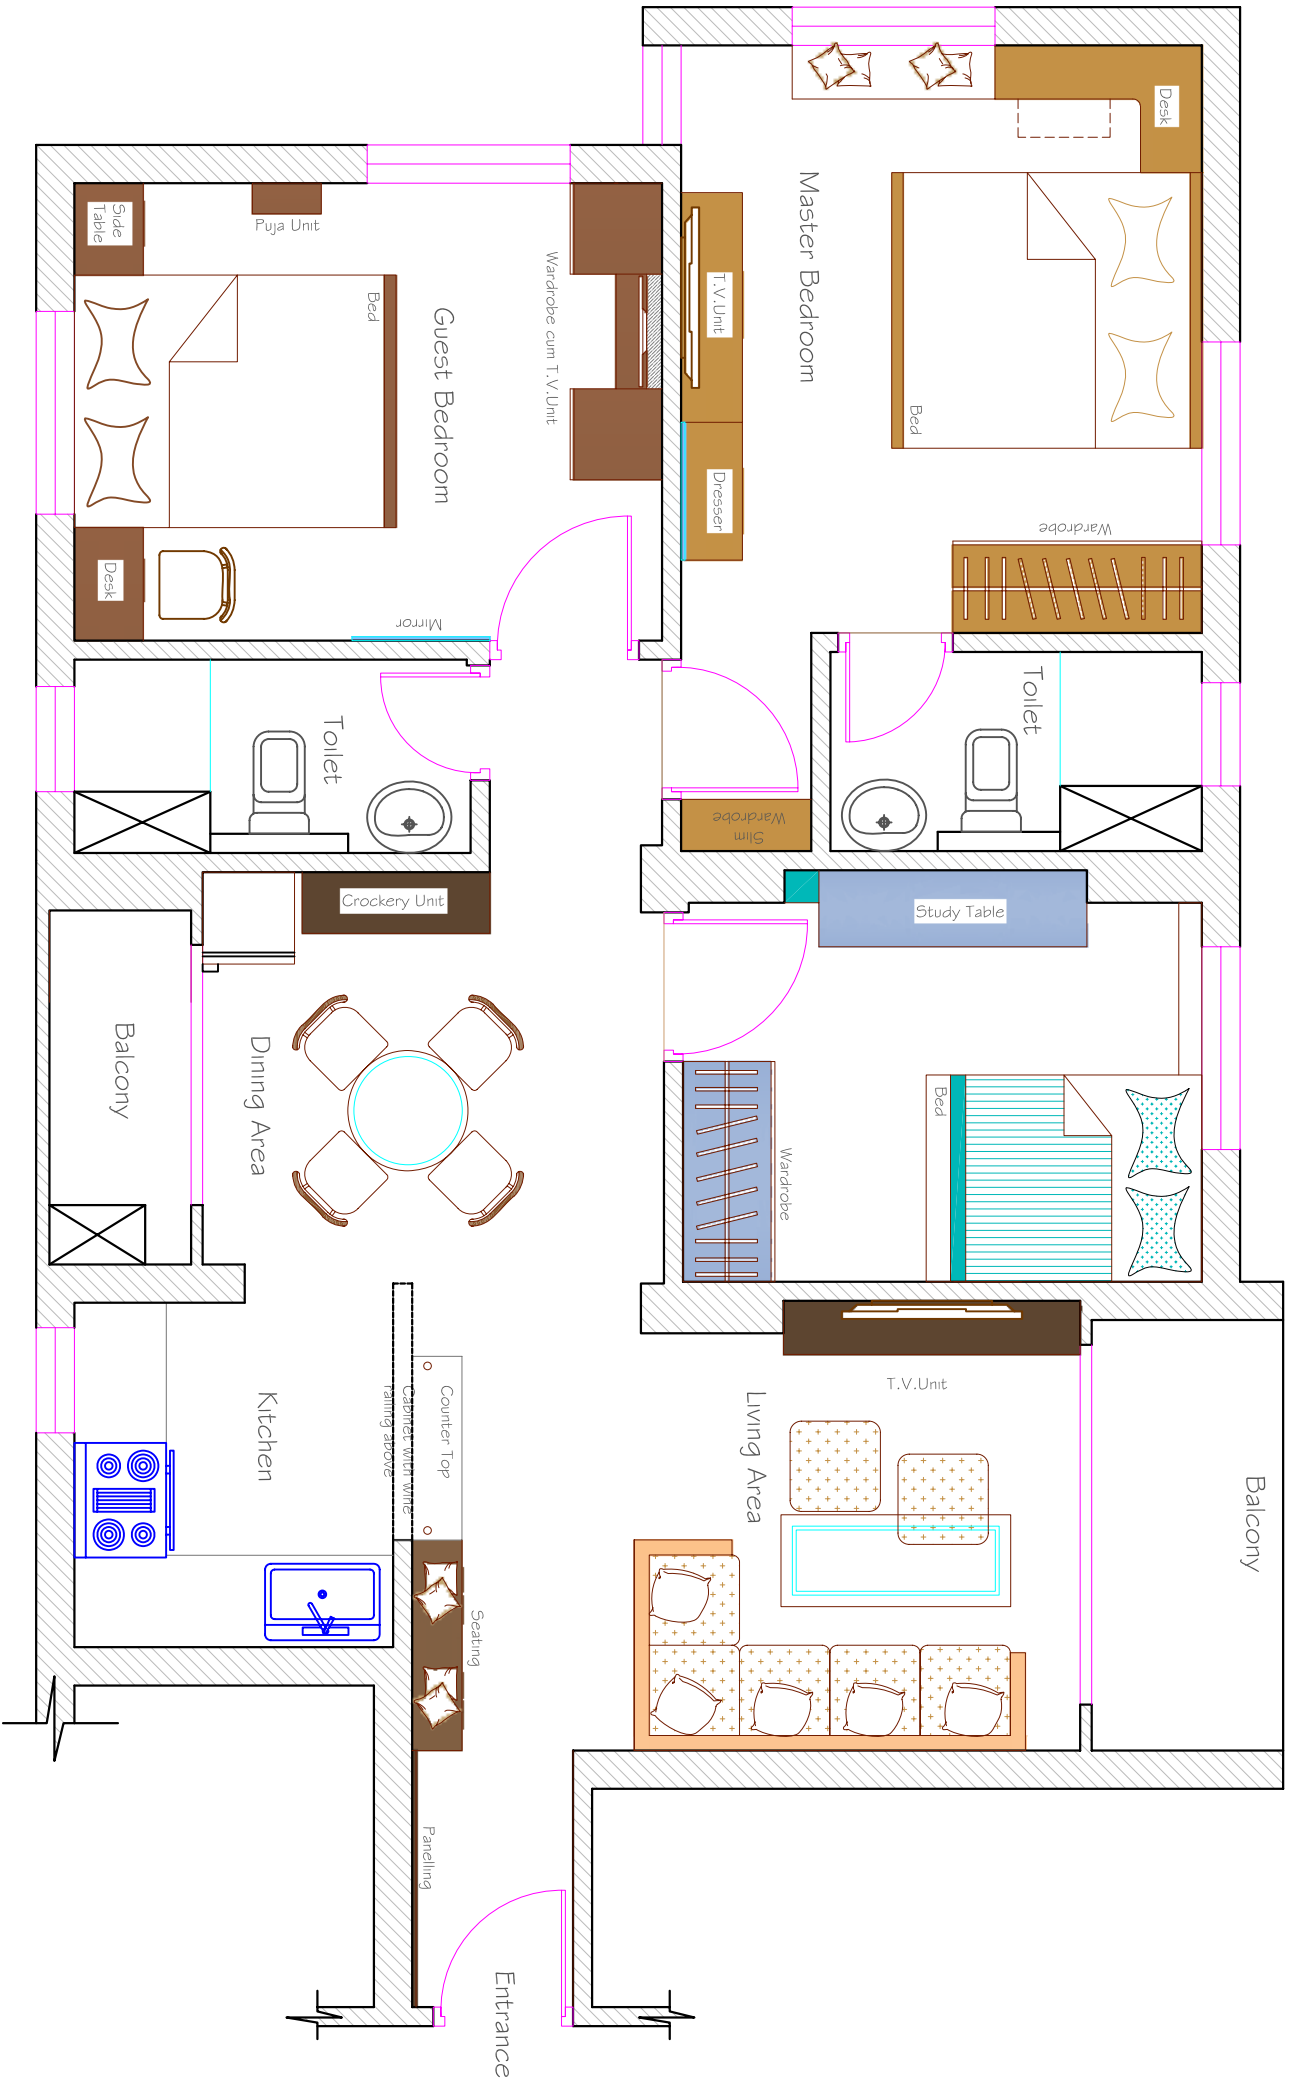 Desk
Master Bedroom
Side
Table
Puja Unit
Wardrobe cum T.V.Unit
T.V.Unit
Bed
Guest Bedroom
Bed
Dresser
Wardrobe
Desk
Mirror
Toilet
Toilet
Slim
Wardrobe
Crockery Unit
Study Table
Balcony
Dining Area
Bed
Wardrobe
T.V.Unit
Kitchen
Counter Top
Cabinet with wine
railing above
Living Area
Balcony
Seating
Panelling
Entrance